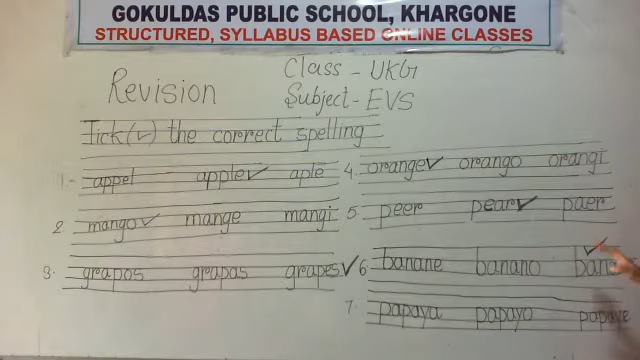 GOKULDAS PUBLIC SCHOOL, KHARGONE
STRUCTURED, SYLLABUS BASED ONLINE CLASSES
Revision
Class - UKG
Subject - EVS
Tick (✓) the correct spelling
1.- appel apple✓ aple
2. mango✓ mange mangi
3. grapos grapas grapes✓
4. orange✓ orango orangi
5. peer pear✓ paer
6. banane banano ✓
7. papaya papayo papaye